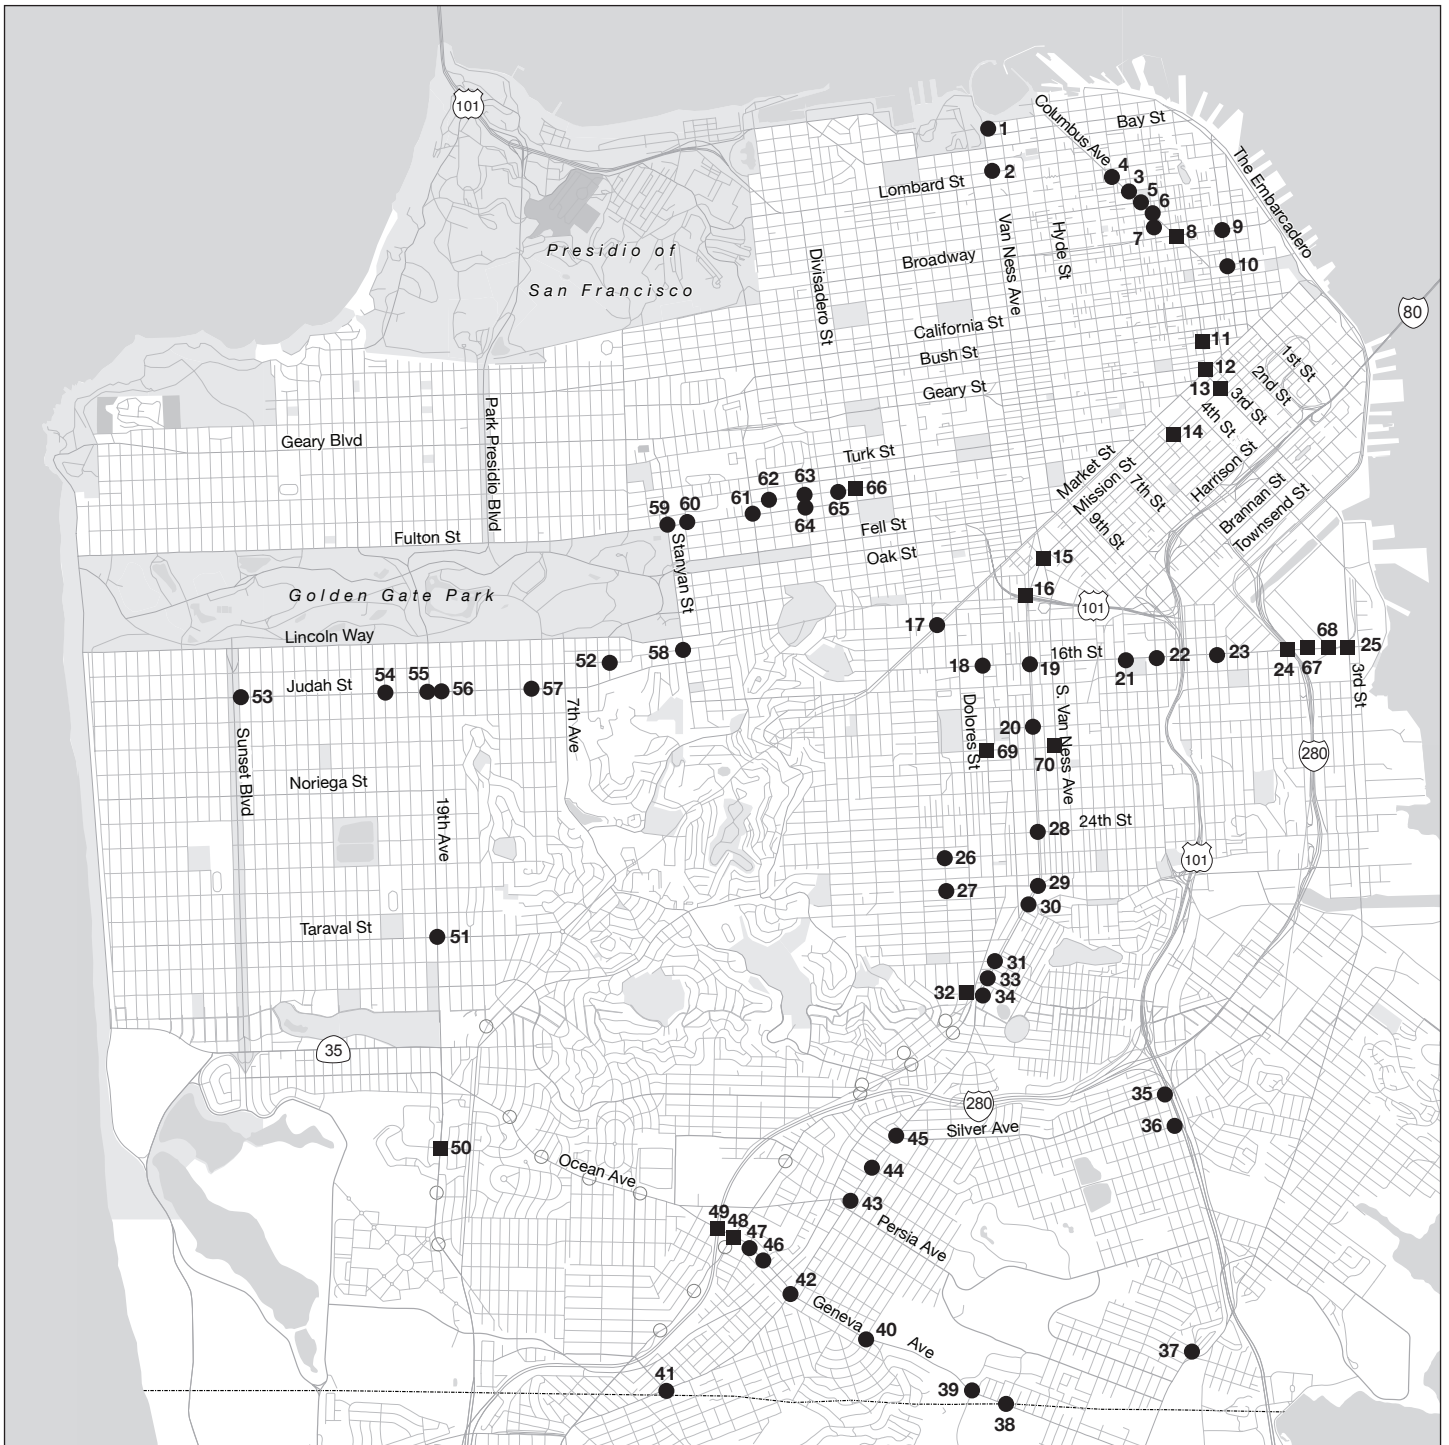 101
Columbus Ave
Bay St
1
4
3
The Embarcadero
2
Lombard St
5
6
7
8
9
Presidio of
San Francisco
Van Ness Ave
Hyde St
Broadway
Divisadero St
10
80
California St
11
Bush St
12
1st St
2nd St
13
3rd St
Geary St
4th St
Park Presidio Blvd
14
Geary Blvd
Turk St
Market St
Mission St
7th St
Harrison St
62
63
66
59
60
61
65
64
9th St
Brannan St
Townsend St
Fulton St
Fell St
Oak St
15
Stanyan St
Golden Gate Park
16
101
17
Lincoln Way
68
25
58
52
18
19
16th St
21
22
23
24
67
3rd St
54
55
56
57
53
Judah St
7th Ave
Dolores St
S. Van Ness Ave
Sunset Blvd
20
69
70
280
Noriega St
19th Ave
28
24th St
26
101
27
29
30
Taraval St
51
31
33
32
34
35
280
35
36
Silver Ave
45
50
Ocean Ave
44
43
49
48
47
46
Persia Ave
42
Geneva
Ave
40
37
41
39
38